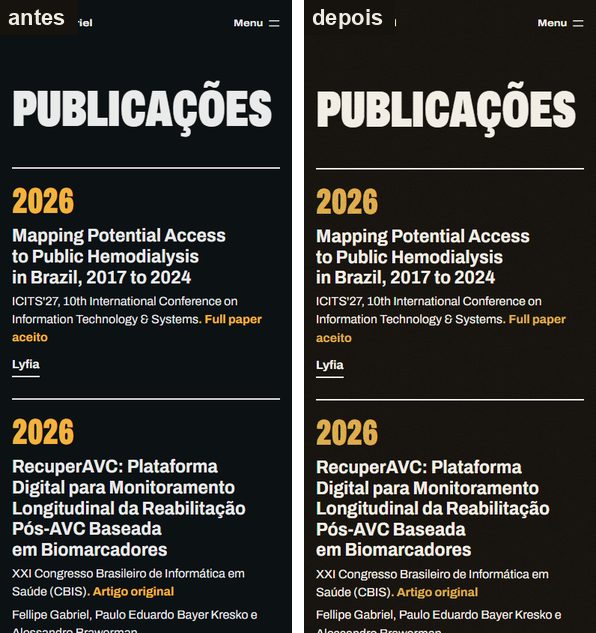 antes
riel
Menu
PUBLICAÇÕES
2026
Mapping Potential Access
to Public Hemodialysis
in Brazil, 2017 to 2024
ICITS'27, 10th International Conference on
Information Technology & Systems. Full paper
aceito
Lyfia
2026
RecuperAVC: Plataforma
Digital para Monitoramento
Longitudinal da Reabilitação
Pós-AVC Baseada
em Biomarcadores
XXI Congresso Brasileiro de Informática em
Saúde (CBIS). Artigo original
Fellipe Gabriel, Paulo Eduardo Bayer Kresko e
Alessandro Brawerman
depois
l
Menu
PUBLICAÇÕES
2026
Mapping Potential Access
to Public Hemodialysis
in Brazil, 2017 to 2024
ICITS'27, 10th International Conference on
Information Technology & Systems. Full paper
aceito
Lyfia
2026
RecuperAVC: Plataforma
Digital para Monitoramento
Longitudinal da Reabilitação
Pós-AVC Baseada
em Biomarcadores
XXI Congresso Brasileiro de Informática em
Saúde (CBIS). Artigo original
Fellipe Gabriel, Paulo Eduardo Bayer Kresko e
Alessandro Brawerman